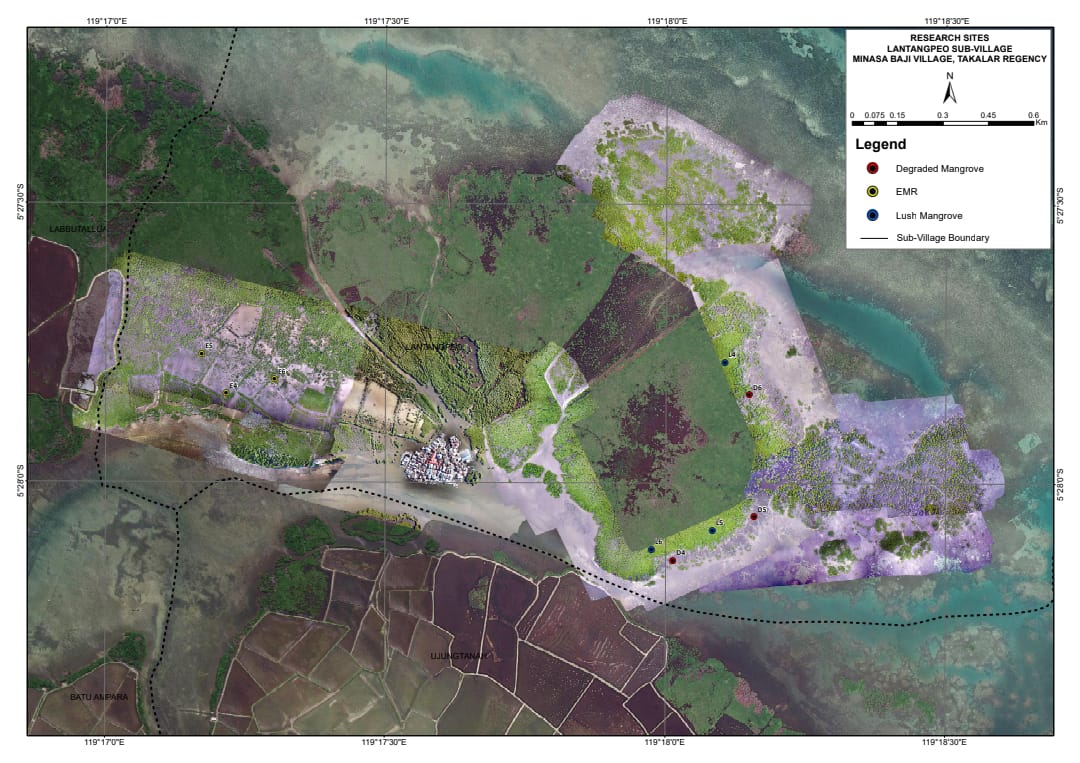 119°17'0"E 119°17'30"E 119°18'0"E 119°18'30"E
RESEARCH SITES
LANTANGPEO SUB-VILLAGE
MINASA BAJI VILLAGE, TAKALAR REGENCY
N
0 0.075 0.15 0.3 0.45 0.6
Km
Legend
Degraded Mangrove
EMR
Lush Mangrove
Sub-Village Boundary
5°27'30"S
5°27'30"S
LABBUTALLUA
LANTANGPEO
E5
E4
E3
L4
D6
5°28'0"S
5°28'0"S
D5
L5
L6
D4
UJUNGTANAH
BATU AMPARA
119°17'0"E 119°17'30"E 119°18'0"E 119°18'30"E